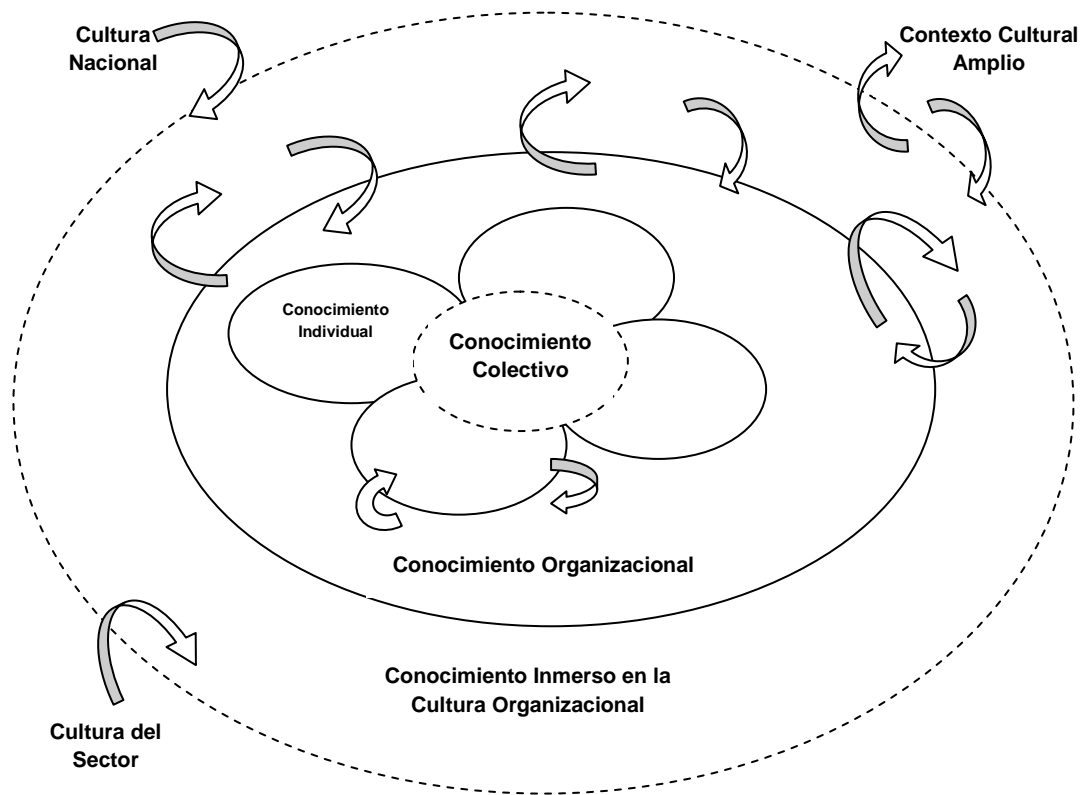 Cultura
Nacional
Contexto Cultural
Amplio
Conocimiento
Individual
Conocimiento
Colectivo
Conocimiento Organizacional
Conocimiento Inmerso en la
Cultura Organizacional
Cultura del
Sector